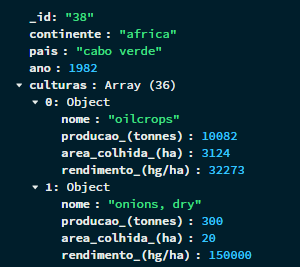 _id: "38"
continente : "africa"
pais : "cabo verde"
ano : 1982
culturas : Array (36)
0: Object
nome : "oilcrops"
producao_(tonnes) : 10082
area_colhida_(ha) : 3124
rendimento_(hg/ha) : 32273
1: Object
nome : "onions, dry"
producao_(tonnes) : 300
area_colhida_(ha) : 20
rendimento_(hg/ha) : 150000